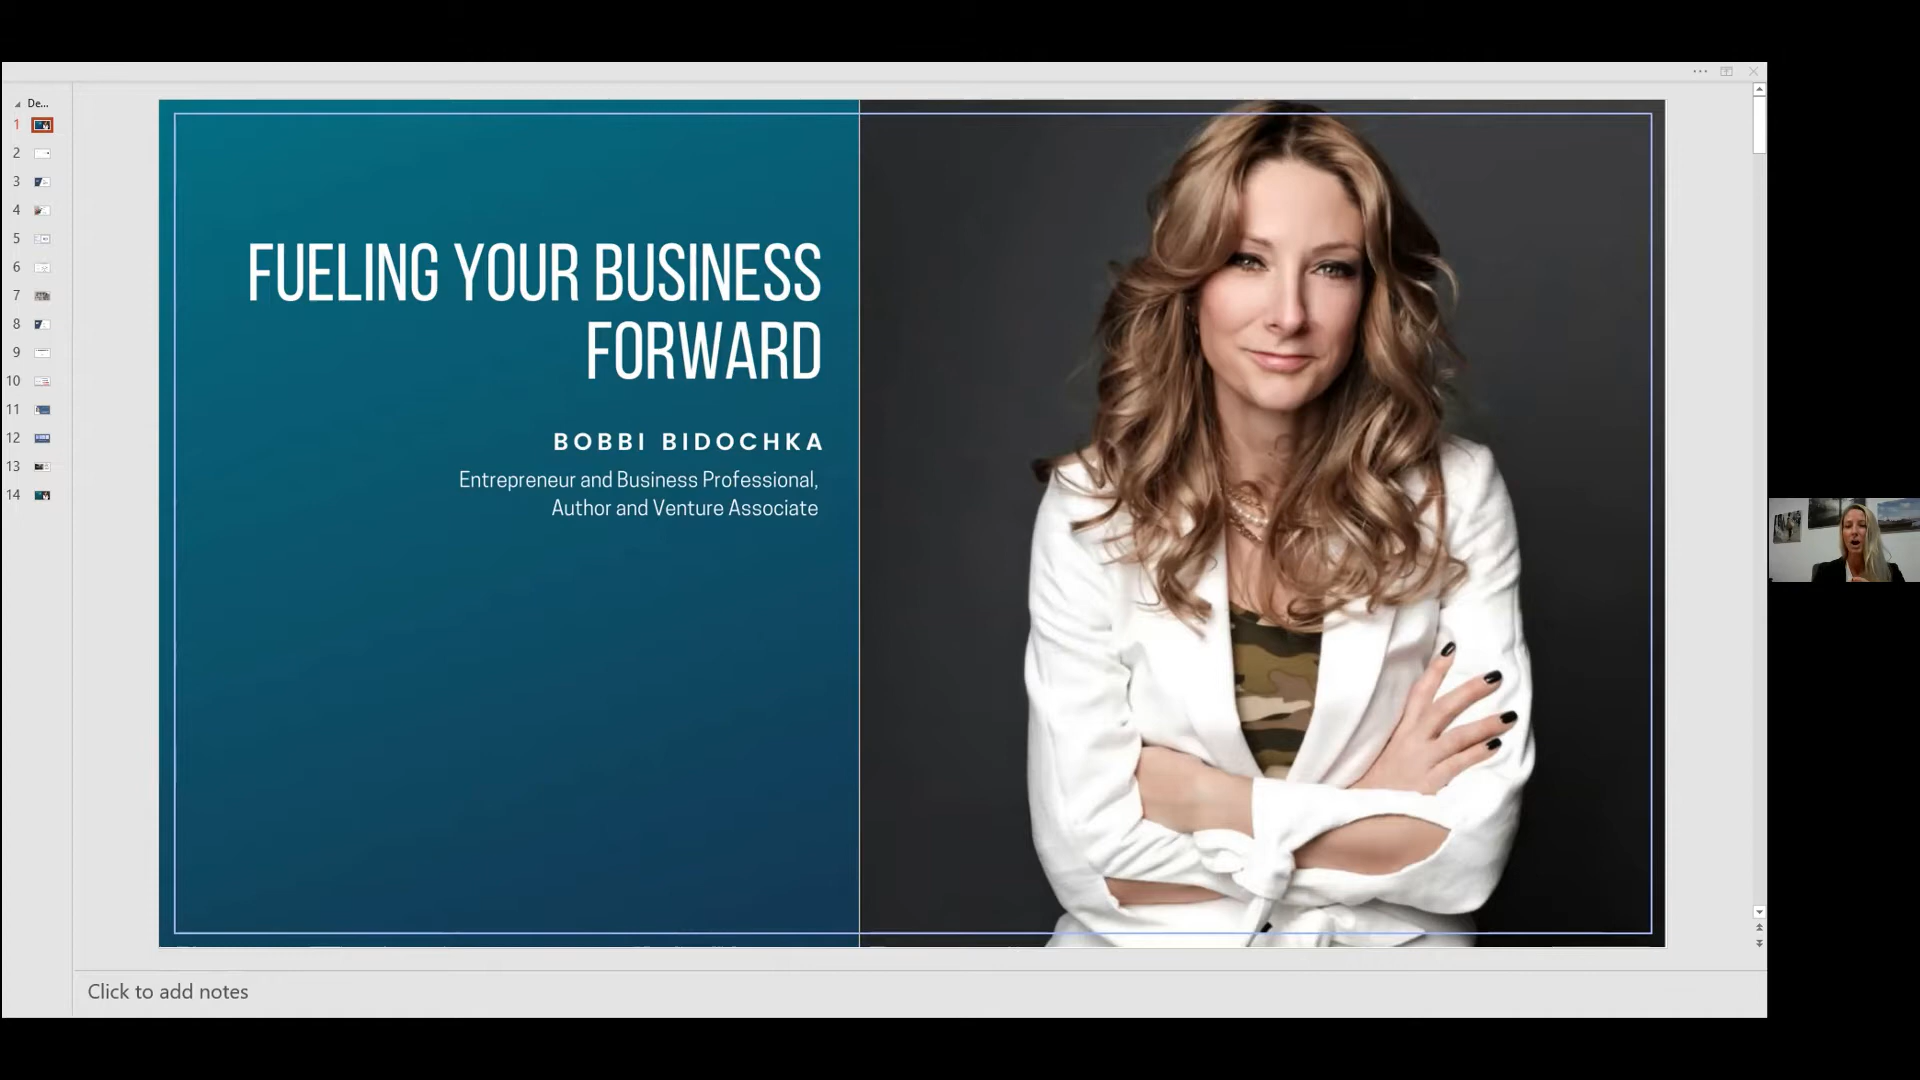 De...
1
2
3
4
5
6
7
8
9
10
11
12
13
14
FUELING YOUR BUSINESS
FORWARD
BOBBI BIDOCHKA
Entrepreneur and Business Professional,
Author and Venture Associate
Click to add notes